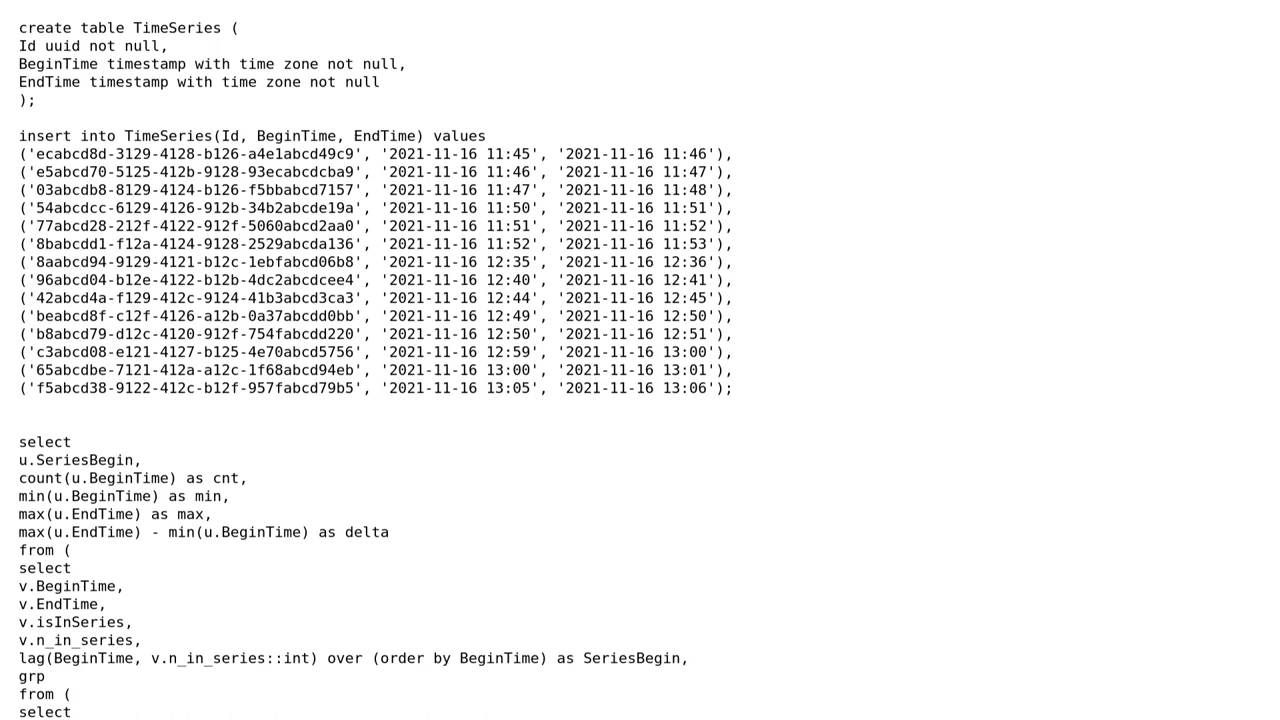 create table TimeSeries (
Id uuid not null,
BeginTime timestamp with time zone not null,
EndTime timestamp with time zone not null
);
insert into TimeSeries(Id, BeginTime, EndTime) values
('ecabcd8d-3129-4128-b126-a4e1abcd49c9', '2021-11-16 11:45', '2021-11-16 11:46'),
('e5abcd70-5125-412b-9128-93ecabcdcba9', '2021-11-16 11:46', '2021-11-16 11:47'),
('03abcdb8-8129-4124-b126-f5bbabcd7157', '2021-11-16 11:47', '2021-11-16 11:48'),
('54abcdcc-6129-4126-912b-34b2abcde19a', '2021-11-16 11:50', '2021-11-16 11:51'),
('77abcd28-212f-4122-912f-5060abcd2aa0', '2021-11-16 11:51', '2021-11-16 11:52'),
('8babcdd1-f12a-4124-9128-2529abcda136', '2021-11-16 11:52', '2021-11-16 11:53'),
('8aabcd94-9129-4121-b12c-1ebfabcd06b8', '2021-11-16 12:35', '2021-11-16 12:36'),
('96abcd04-b12e-4122-b12b-4dc2abcdcee4', '2021-11-16 12:40', '2021-11-16 12:41'),
('42abcd4a-f129-412c-9124-41b3abcd3ca3', '2021-11-16 12:44', '2021-11-16 12:45'),
('beabcd8f-c12f-4126-a12b-0a37abcdd0bb', '2021-11-16 12:49', '2021-11-16 12:50'),
('b8abcd79-d12c-4120-912f-754fabcdd220', '2021-11-16 12:50', '2021-11-16 12:51'),
('c3abcd08-e121-4127-b125-4e70abcd5756', '2021-11-16 12:59', '2021-11-16 13:00'),
('65abcdbe-7121-412a-a12c-1f68abcd94eb', '2021-11-16 13:00', '2021-11-16 13:01'),
('f5abcd38-9122-412c-b12f-957fabcd79b5', '2021-11-16 13:05', '2021-11-16 13:06');
select
u.SeriesBegin,
count(u.BeginTime) as cnt,
min(u.BeginTime) as min,
max(u.EndTime) as max,
max(u.EndTime) - min(u.BeginTime) as delta
from (
select
v.BeginTime,
v.EndTime,
v.isInSeries,
v.n_in_series,
lag(BeginTime, v.n_in_series::int) over (order by BeginTime) as SeriesBegin,
grp
from (
select